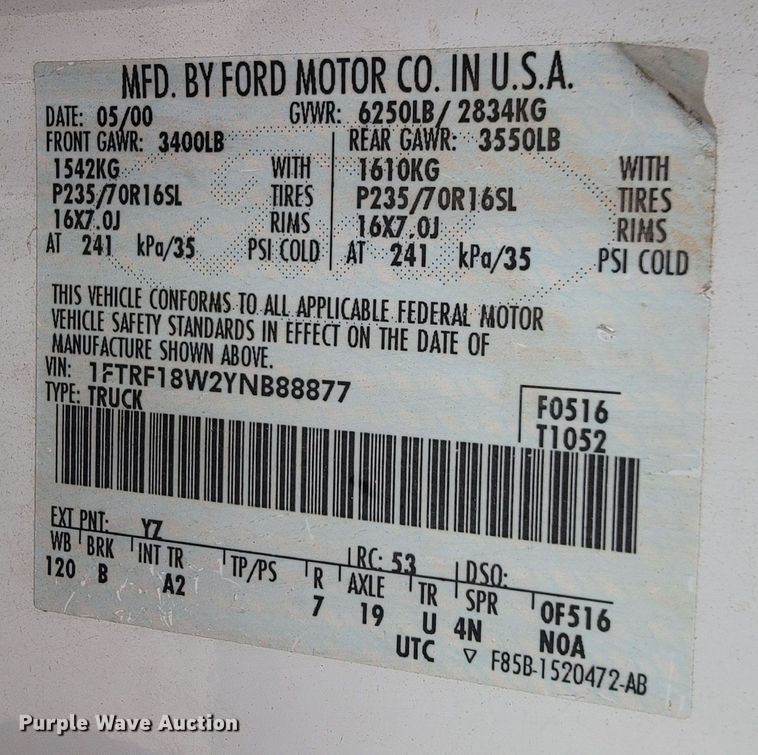 MFD. BY FORD MOTOR CO. IN U.S.A.
DATE: 05/00 GVWR: 6250LB/ 2834KG
FRONT GAWR: 3400LB REAR GAWR: 3550LB
1542KG WITH 1610KG WITH
P235/70R16SL TIRES P235/70R16SL TIRES
16X7.0J RIMS 16X7.0J RIMS
AT 241 kPa/35 PSI COLD AT 241 kPa/35 PSI COLD
THIS VEHICLE CONFORMS TO ALL APPLICABLE FEDERAL MOTOR
VEHICLE SAFETY STANDARDS IN EFFECT ON THE DATE OF
MANUFACTURE SHOWN ABOVE.
VIN: 1FTRF18W2YNB88877
TYPE: TRUCK
F0516
T1052
EXT PNT: YZ RC: 53 DSO:
WB BRK INT TR TP/PS R AXLE TR SPR 0F516
120 B A2 7 19 U 4N N0A
UTC ▽ F85B-1520472-AB
Purple Wave Auction